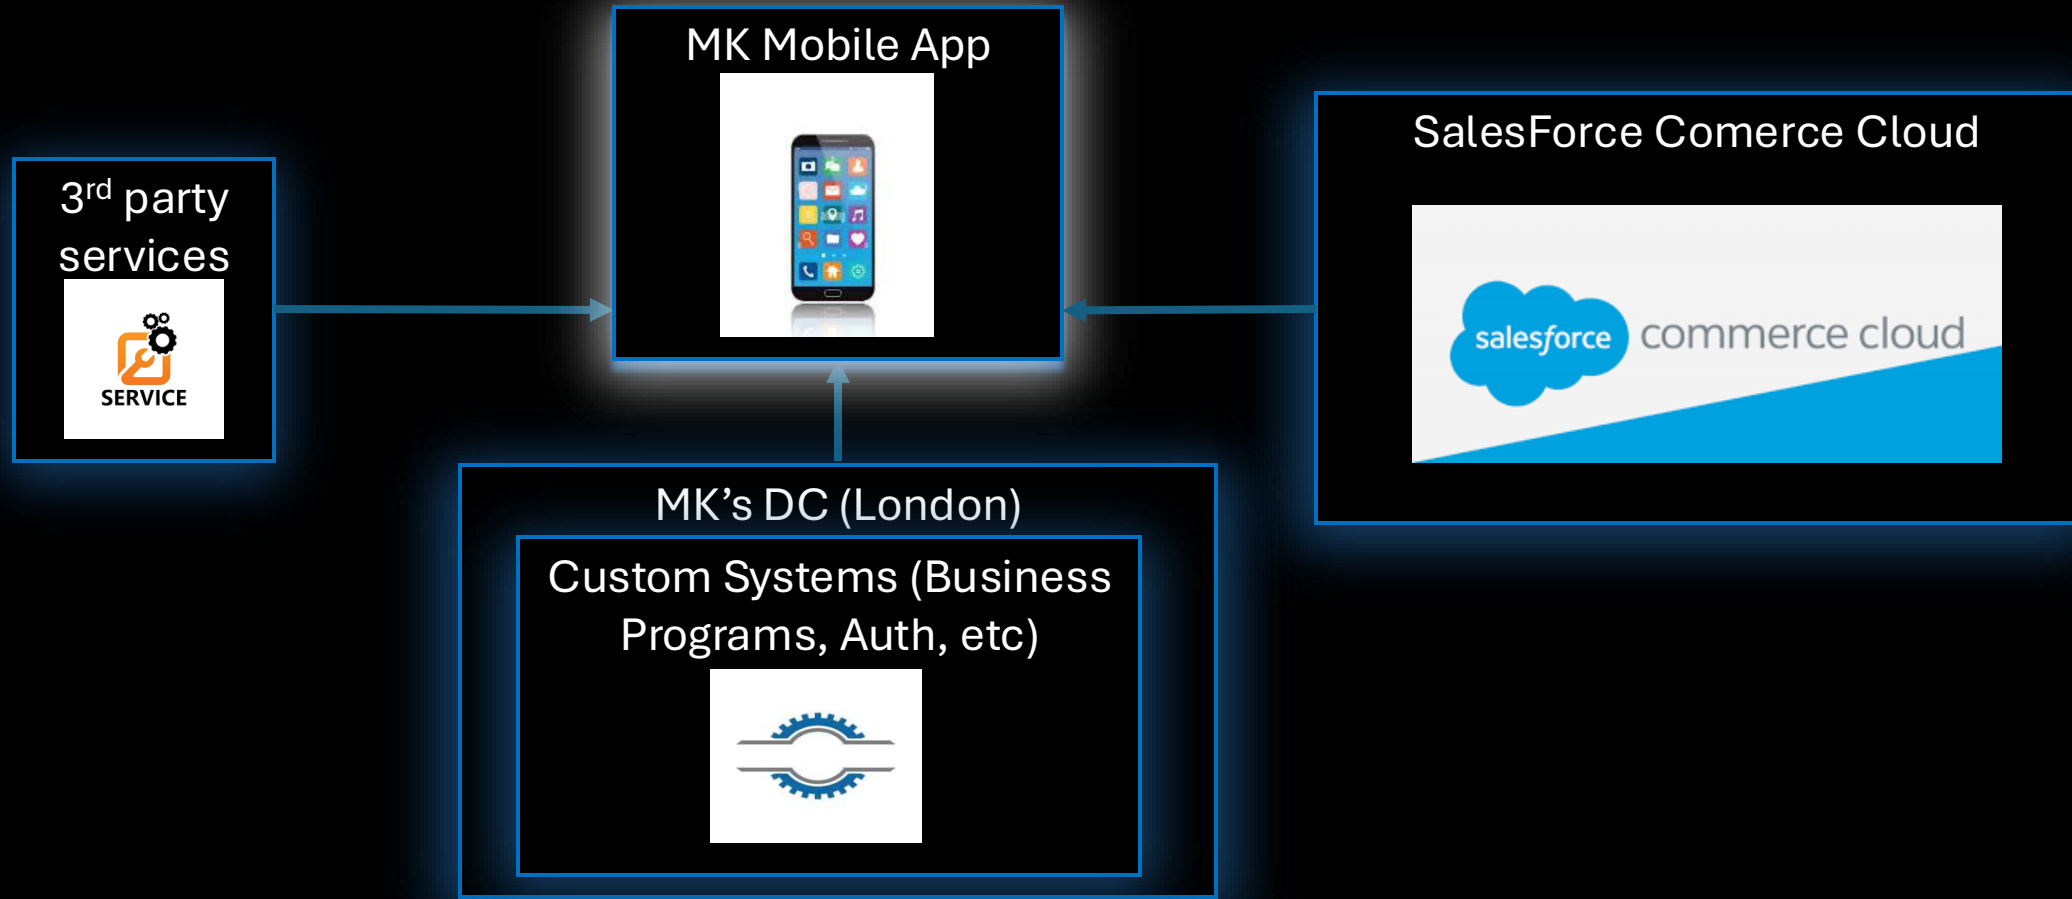 MK Mobile App
SalesForce Comerce Cloud
3rd party
services
SERVICE
salesforce commerce cloud
MK’s DC (London)
Custom Systems (Business
Programs, Auth, etc)